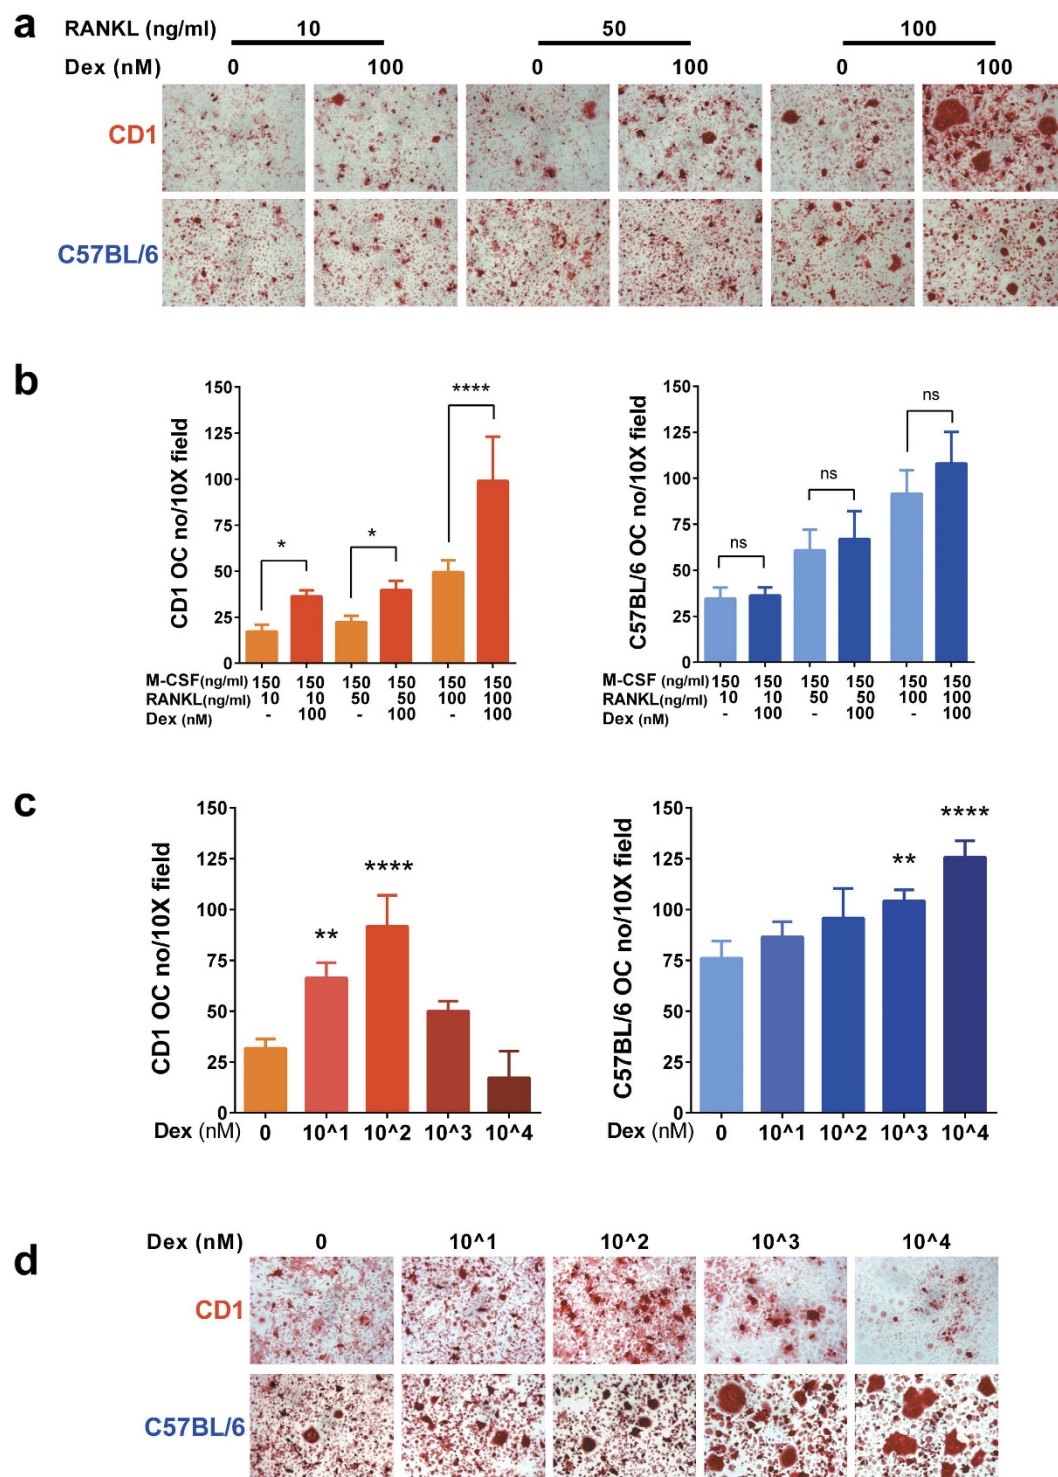 a
RANKL (ng/ml) 10 50 100
Dex (nM) 0 100 0 100 0 100
CD1
C57BL/6
b
CD1 OC no/10X field
150
125
100
75
50
25
0
* * ****
M-CSF(ng/ml) 150 150 150 150 150 150
RANKL(ng/ml) 10 10 50 50 100 100
Dex (nM) - 100 - 100 - 100
C57BL/6 OC no/10X field
150
125
100
75
50
25
0
ns ns ns
M-CSF(ng/ml) 150 150 150 150 150 150
RANKL(ng/ml) 10 10 50 50 100 100
Dex (nM) - 100 - 100 - 100
c
CD1 OC no/10X field
150
125
100
75
50
25
0
** ****
Dex (nM) 0 10^1 10^2 10^3 10^4
C57BL/6 OC no/10X field
150
125
100
75
50
25
0
** ****
Dex (nM) 0 10^1 10^2 10^3 10^4
d
Dex (nM) 0 10^1 10^2 10^3 10^4
CD1
C57BL/6